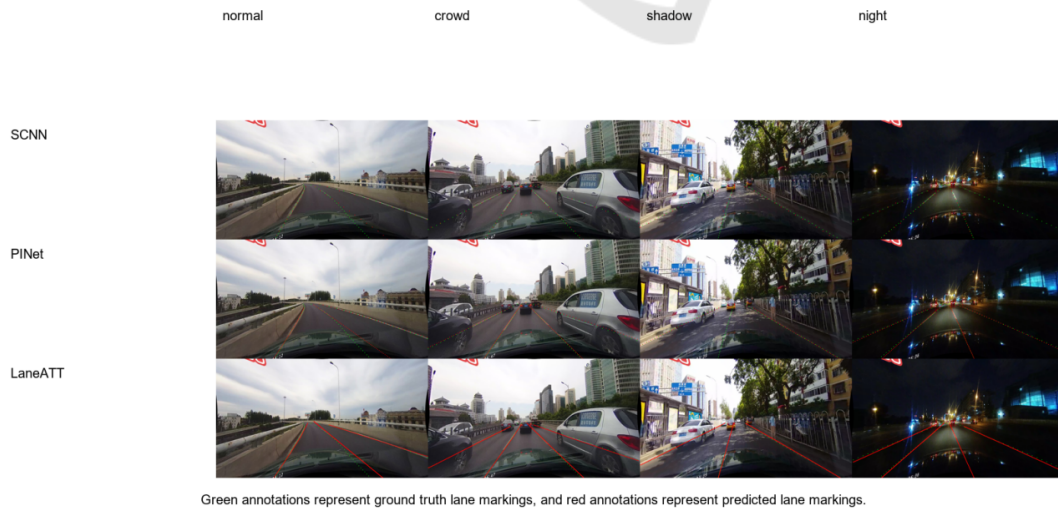 normal crowd shadow night
SCNN
PINet
LaneATT
Green annotations represent ground truth lane markings, and red annotations represent predicted lane markings.